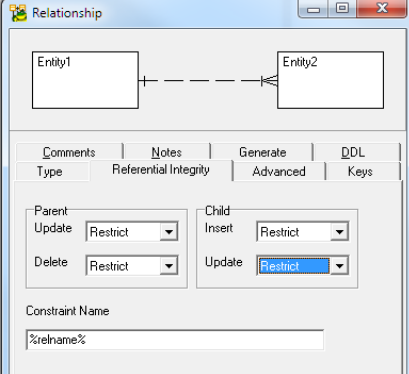 Relationship
Entity1
Entity2
Comments
Notes
Generate
DDL
Type
Referential Integrity
Advanced
Keys
Parent
Update
Restrict
Delete
Restrict
Child
Insert
Restrict
Update
Restrict
Constraint Name
%relname%